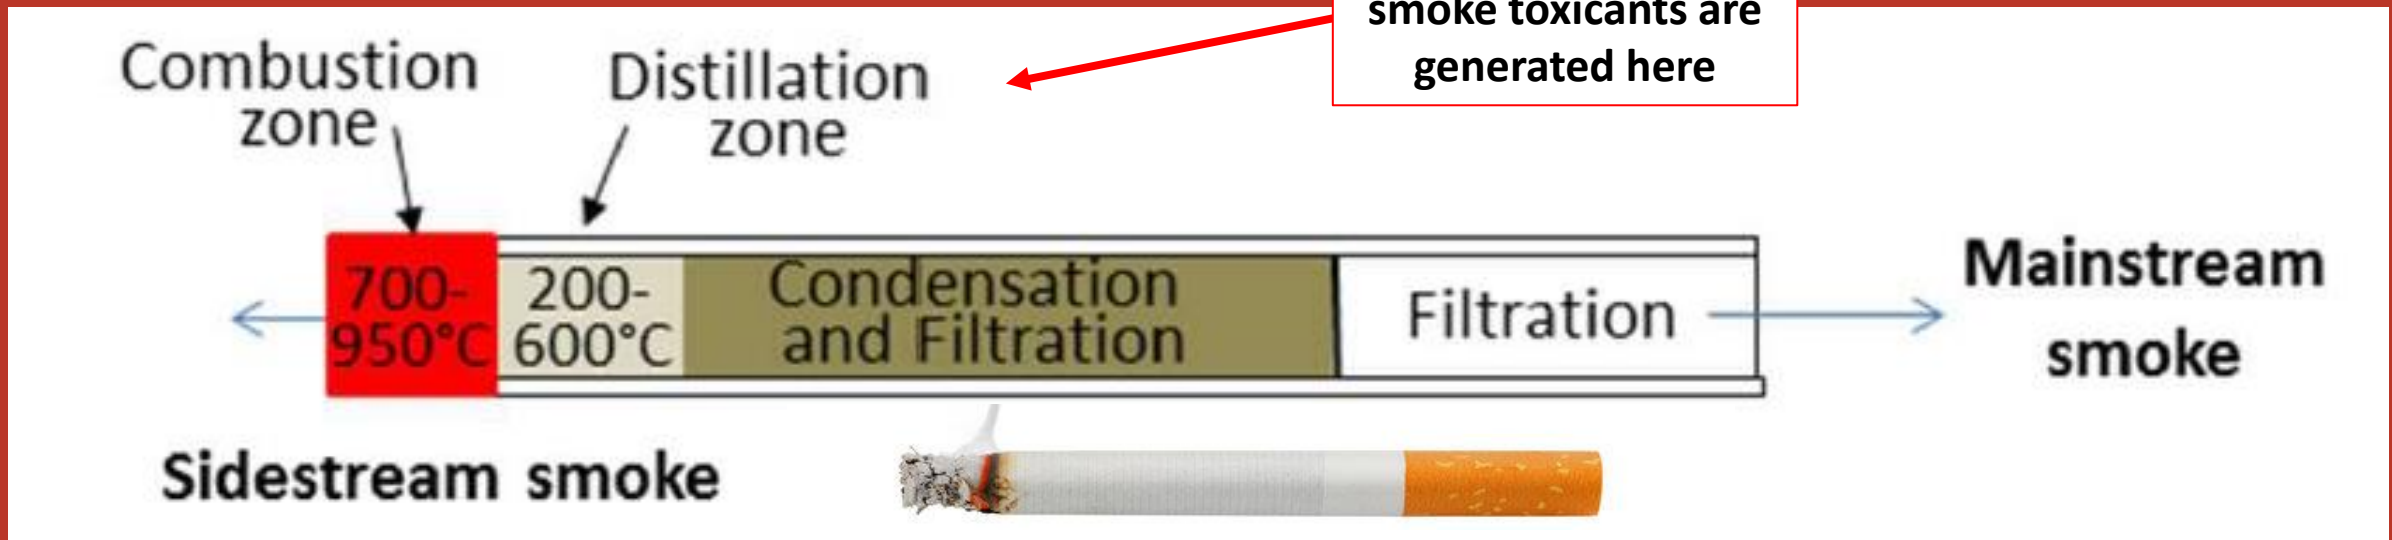 smoke toxicants are
generated here
Combustion
zone
Distillation
zone
700-
950°C
200-
600°C
Condensation
and Filtration
Filtration
Mainstream
smoke
Sidestream smoke